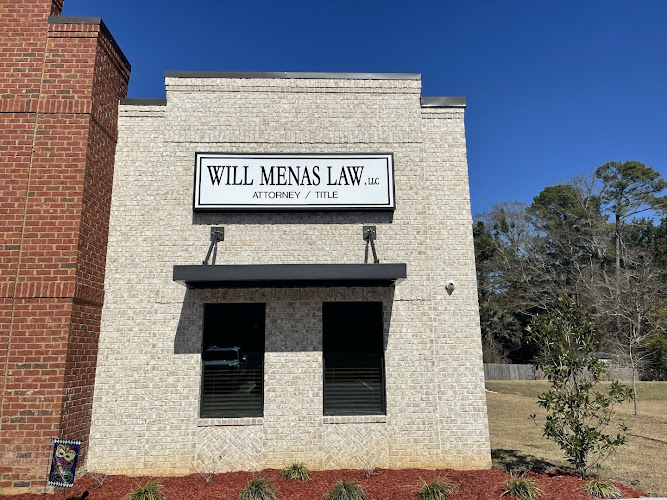 WILL MENAS LAW, LLC
ATTORNEY / TITLE